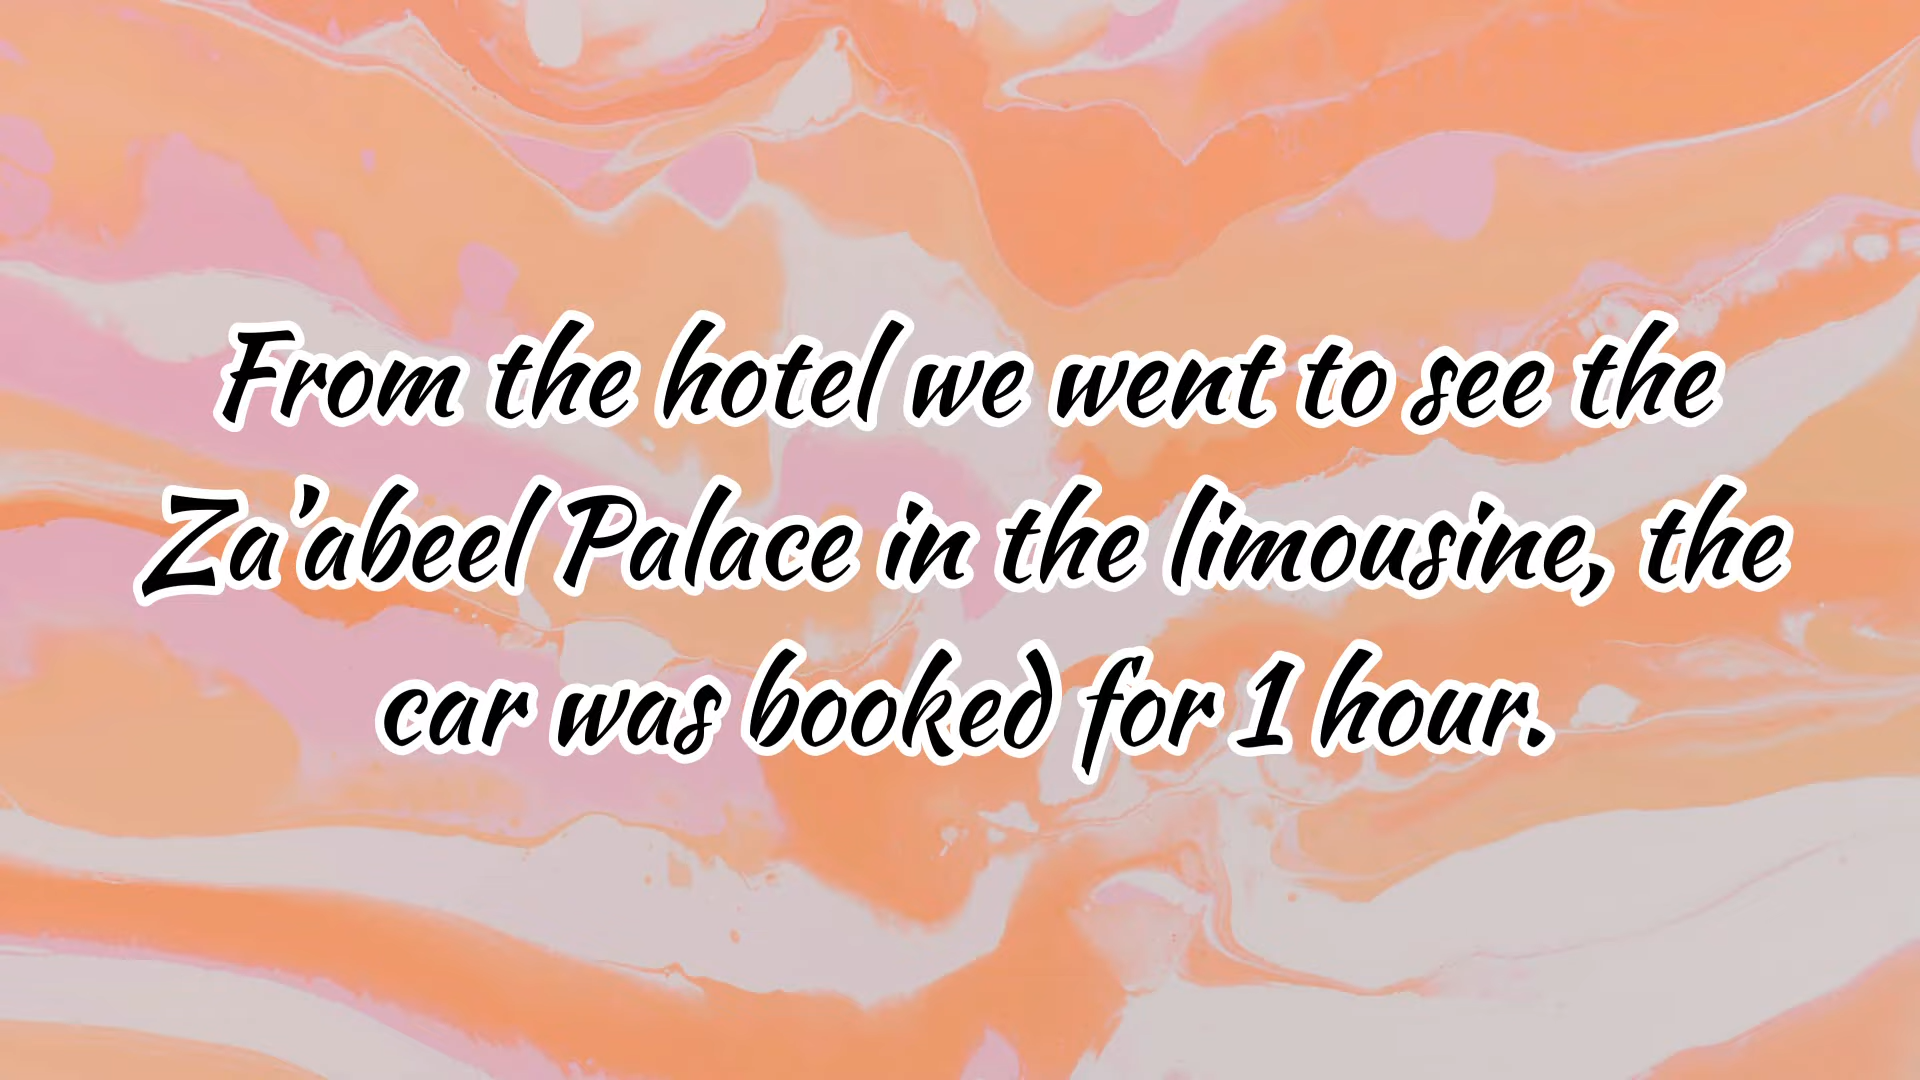 From the hotel we went to see the
Za'abeel Palace in the limousine, the
car was booked for 1 hour.